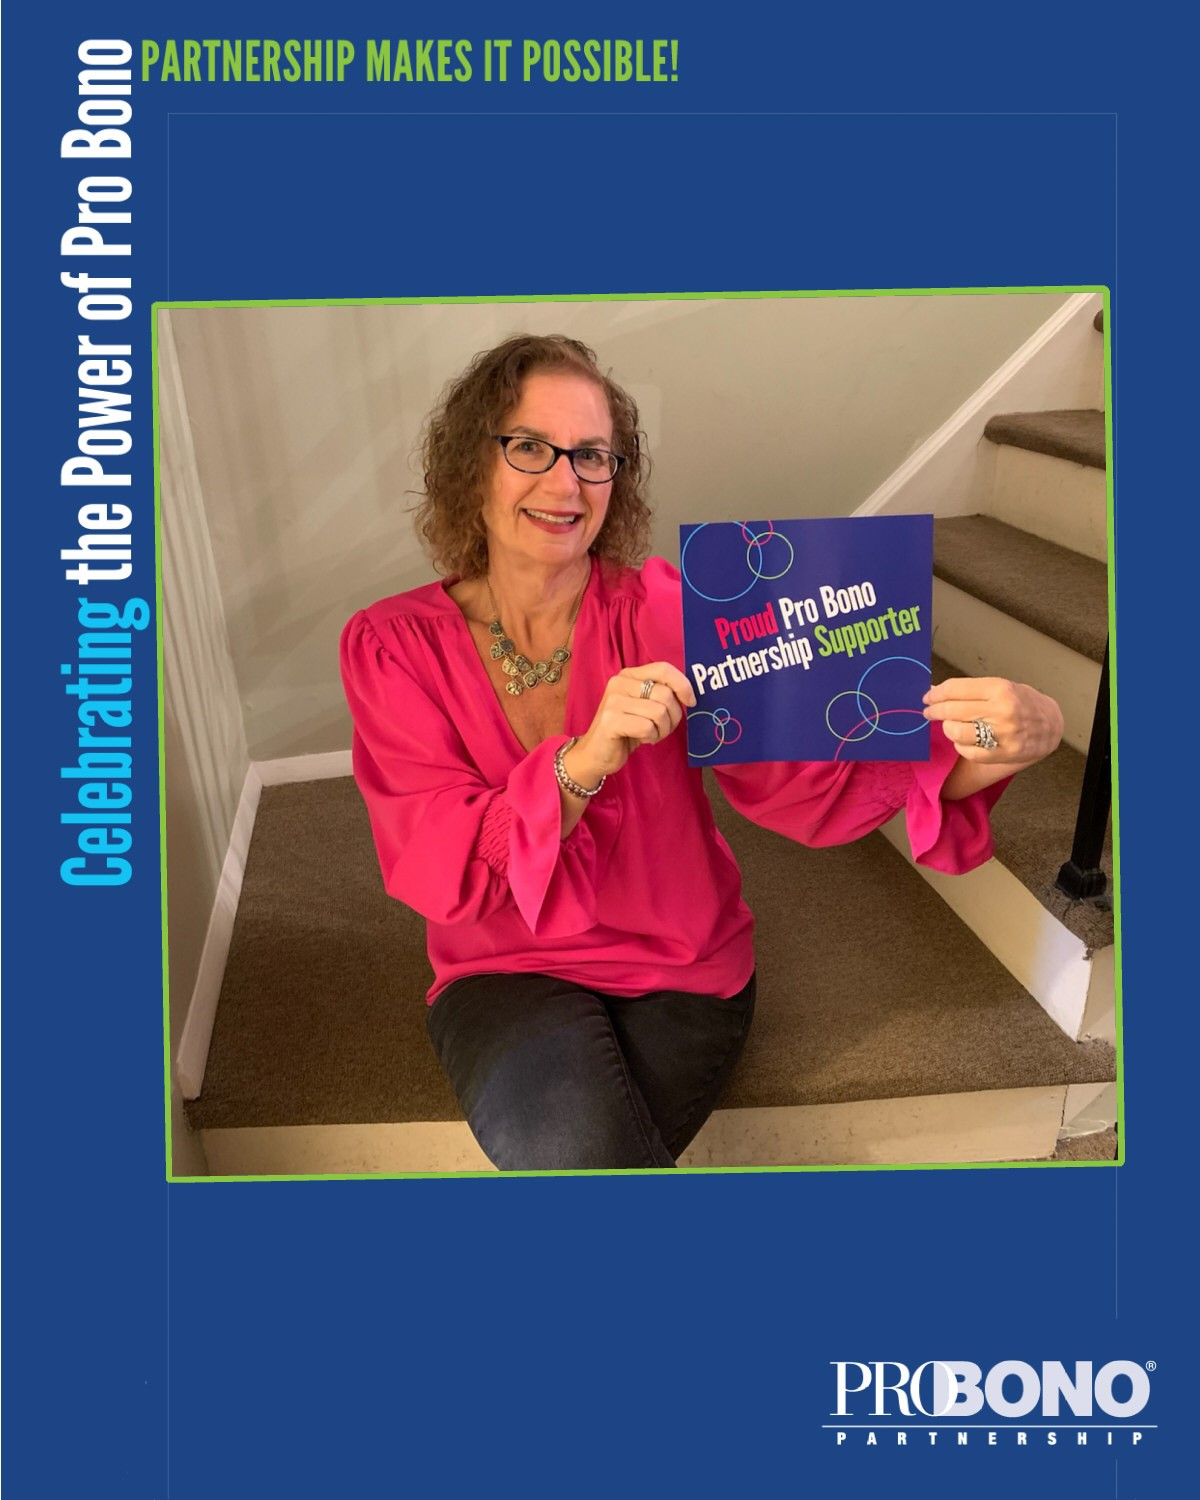 PARTNERSHIP MAKES IT POSSIBLE!
Celebrating the Power of Pro Bono
Proud Pro Bono
Partnership Supporter
PROBONO®
PARTNERSHIP